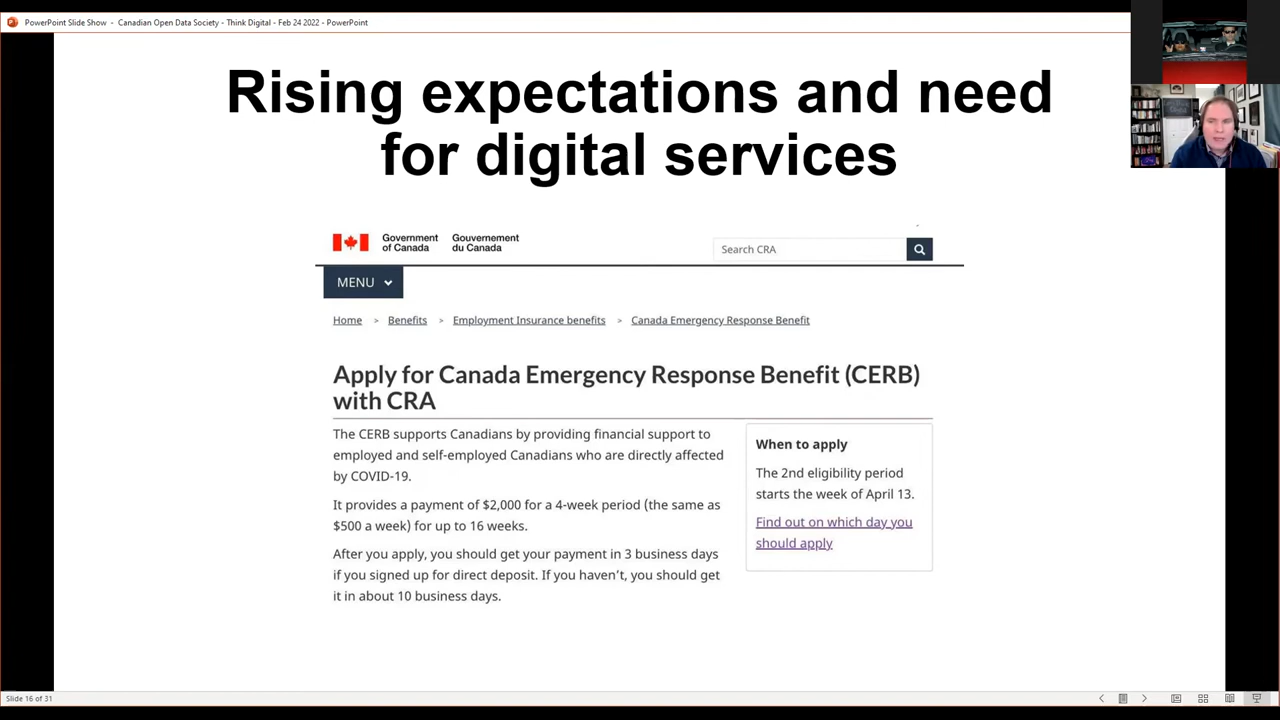 PowerPoint Slide Show - Canadian Open Data Society - Think Digital - Feb 24 2022 - PowerPoint
Rising expectations and need
for digital services
Government
of Canada
Gouvernement
du Canada
Search CRA
MENU
Home > Benefits > Employment Insurance benefits > Canada Emergency Response Benefit
Apply for Canada Emergency Response Benefit (CERB)
with CRA
The CERB supports Canadians by providing financial support to
employed and self-employed Canadians who are directly affected
by COVID-19.
It provides a payment of $2,000 for a 4-week period (the same as
$500 a week) for up to 16 weeks.
After you apply, you should get your payment in 3 business days
if you signed up for direct deposit. If you haven't, you should get
it in about 10 business days.
When to apply
The 2nd eligibility period
starts the week of April 13.
Find out on which day you
should apply
Slide 16 of 31